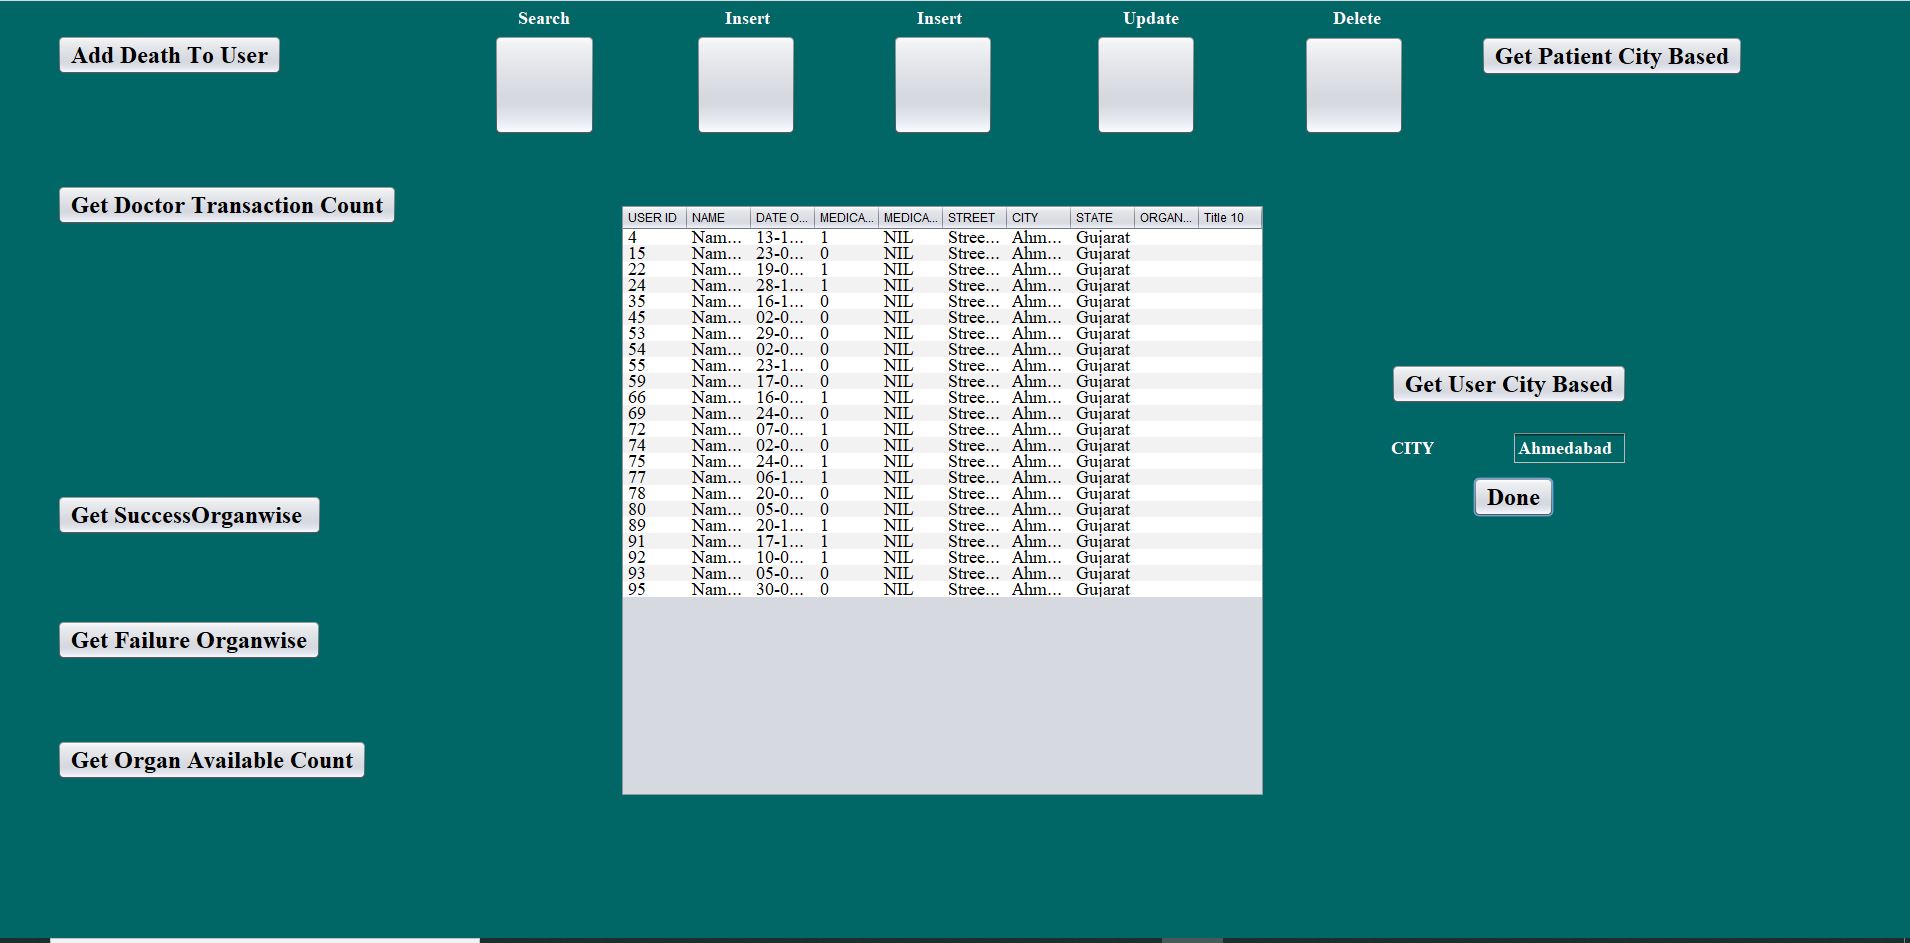 Search Insert Insert Update Delete
Add Death To User
Get Patient City Based
Get Doctor Transaction Count
USER ID NAME DATE O... MEDICA... MEDICA... STREET CITY STATE ORGAN... Title 10
4 Nam... 13-1... 1 NIL Stree... Ahm... Gujarat
15 Nam... 23-0... 0 NIL Stree... Ahm... Gujarat
22 Nam... 19-0... 1 NIL Stree... Ahm... Gujarat
24 Nam... 28-1... 1 NIL Stree... Ahm... Gujarat
35 Nam... 16-1... 0 NIL Stree... Ahm... Gujarat
45 Nam... 02-0... 0 NIL Stree... Ahm... Gujarat
53 Nam... 29-0... 0 NIL Stree... Ahm... Gujarat
54 Nam... 02-0... 0 NIL Stree... Ahm... Gujarat
55 Nam... 23-1... 0 NIL Stree... Ahm... Gujarat
59 Nam... 17-0... 0 NIL Stree... Ahm... Gujarat
66 Nam... 16-0... 1 NIL Stree... Ahm... Gujarat
69 Nam... 24-0... 0 NIL Stree... Ahm... Gujarat
72 Nam... 07-0... 1 NIL Stree... Ahm... Gujarat
74 Nam... 02-0... 0 NIL Stree... Ahm... Gujarat
75 Nam... 24-0... 1 NIL Stree... Ahm... Gujarat
77 Nam... 06-1... 1 NIL Stree... Ahm... Gujarat
78 Nam... 20-0... 0 NIL Stree... Ahm... Gujarat
80 Nam... 05-0... 0 NIL Stree... Ahm... Gujarat
89 Nam... 20-1... 1 NIL Stree... Ahm... Gujarat
91 Nam... 17-1... 1 NIL Stree... Ahm... Gujarat
92 Nam... 10-0... 1 NIL Stree... Ahm... Gujarat
93 Nam... 05-0... 0 NIL Stree... Ahm... Gujarat
95 Nam... 30-0... 0 NIL Stree... Ahm... Gujarat
Get User City Based
CITY Ahmedabad
Done
Get SuccessOrganwise
Get Failure Organwise
Get Organ Available Count